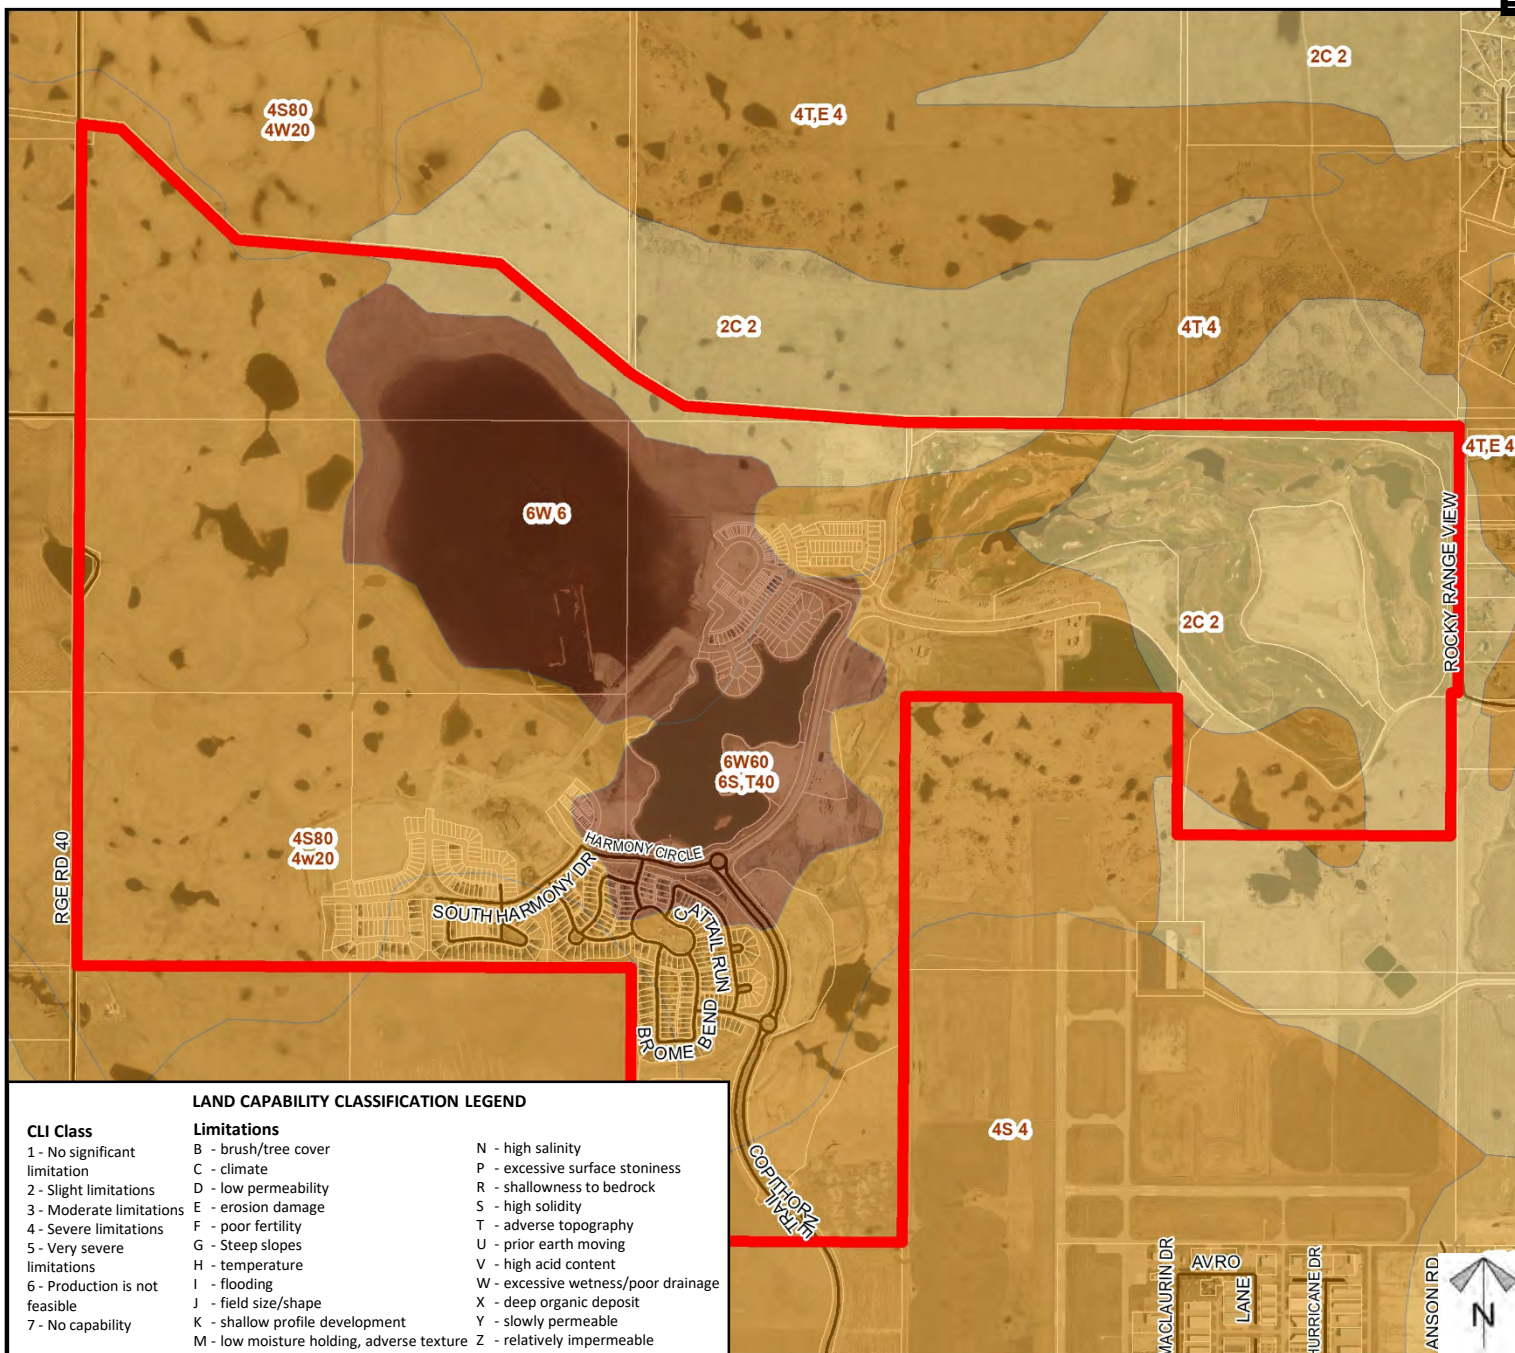 2C 2
4S80
4W20
4T,E 4
2C 2
4T 4
4T,E 4
6W 6
ROCKY RANGE VIEW
2C 2
6W60
6S,T40
4S80
4w20
RGE RD 40
HARMONY CIRCLE
SOUTH HARMONY DR
CATTAIL RUN
BROME BEND
COPITHORNE TRAIL
4S 4
MACLAURIN DR
AVRO
LANE
HURRICANE DR
ANSON RD
N
LAND CAPABILITY CLASSIFICATION LEGEND
CLI Class
1 - No significant
limitation
2 - Slight limitations
3 - Moderate limitations
4 - Severe limitations
5 - Very severe
limitations
6 - Production is not
feasible
7 - No capability
Limitations
B - brush/tree cover
C - climate
D - low permeability
E - erosion damage
F - poor fertility
G - Steep slopes
H - temperature
I - flooding
J - field size/shape
K - shallow profile development
M - low moisture holding, adverse texture
N - high salinity
P - excessive surface stoniness
R - shallowness to bedrock
S - high solidity
T - adverse topography
U - prior earth moving
V - high acid content
W - excessive wetness/poor drainage
X - deep organic deposit
Y - slowly permeable
Z - relatively impermeable